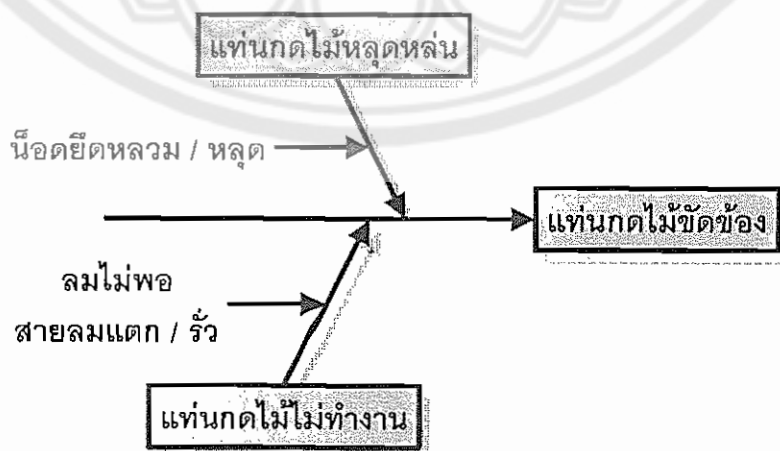 แท่นกดไม้หลุดหล่น
น็อดยึดหลวม / หลุด
แท่นกดไม้ขัดข้อง
ลมไม่พอ
สายลมแตก / รั่ว
แท่นกดไม้ไม่ทำงาน